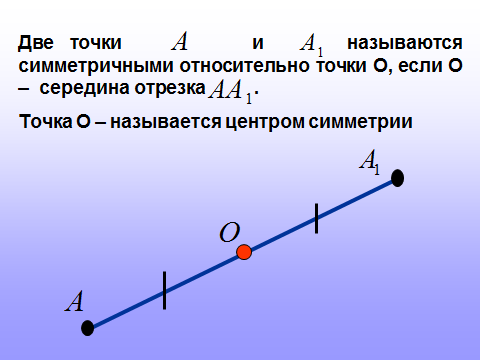 Две точки A и A₁ называются
симметричными относительно точки О, если О
– середина отрезка AA₁.
Точка О – называется центром симметрии
A₁
O
A